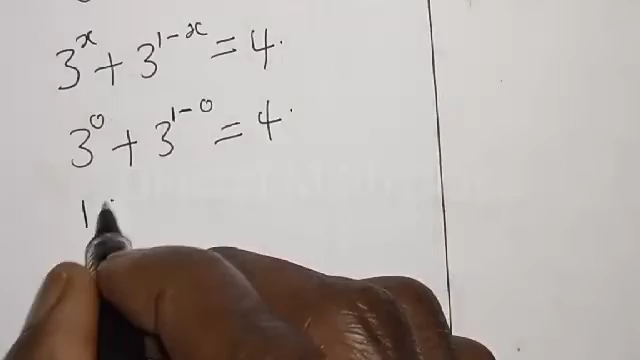 3^x + 3^{1-x} = 4.
3^0 + 3^{1-0} = 4.
1